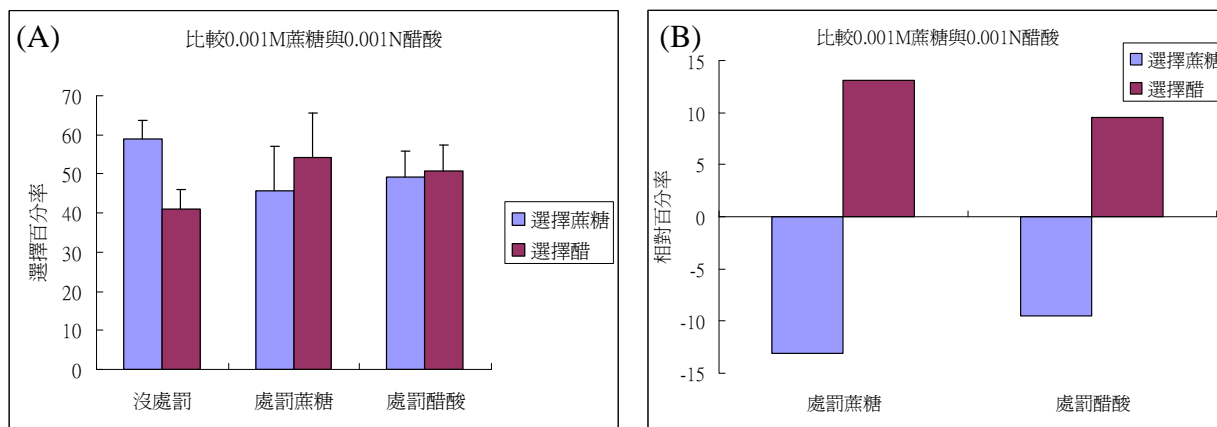 (A)
比較0.001M蔗糖與0.001N醋酸
選擇百分率
70
60
50
40
30
20
10
0
沒處罰 處罰蔗糖 處罰醋酸
選擇蔗糖
選擇醋
(B)
比較0.001M蔗糖與0.001N醋酸
選擇蔗糖
選擇醋
相對百分率
15
10
5
0
-5
-10
-15
處罰蔗糖 處罰醋酸